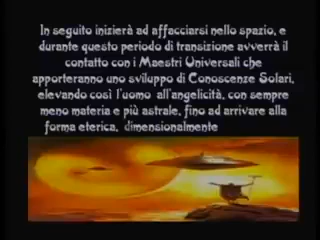 In seguito inizierà ad affacciarsi nello spazio, e
durante questo periodo di transizione avverrà il
contatto con i Maestri Universali che
apporteranno uno sviluppo di Conoscenze Solari,
elevando così l'uomo all'angelicità, con sempre
meno materia e più astrale, fino ad arrivare alla
forma eterica, dimensionalmente